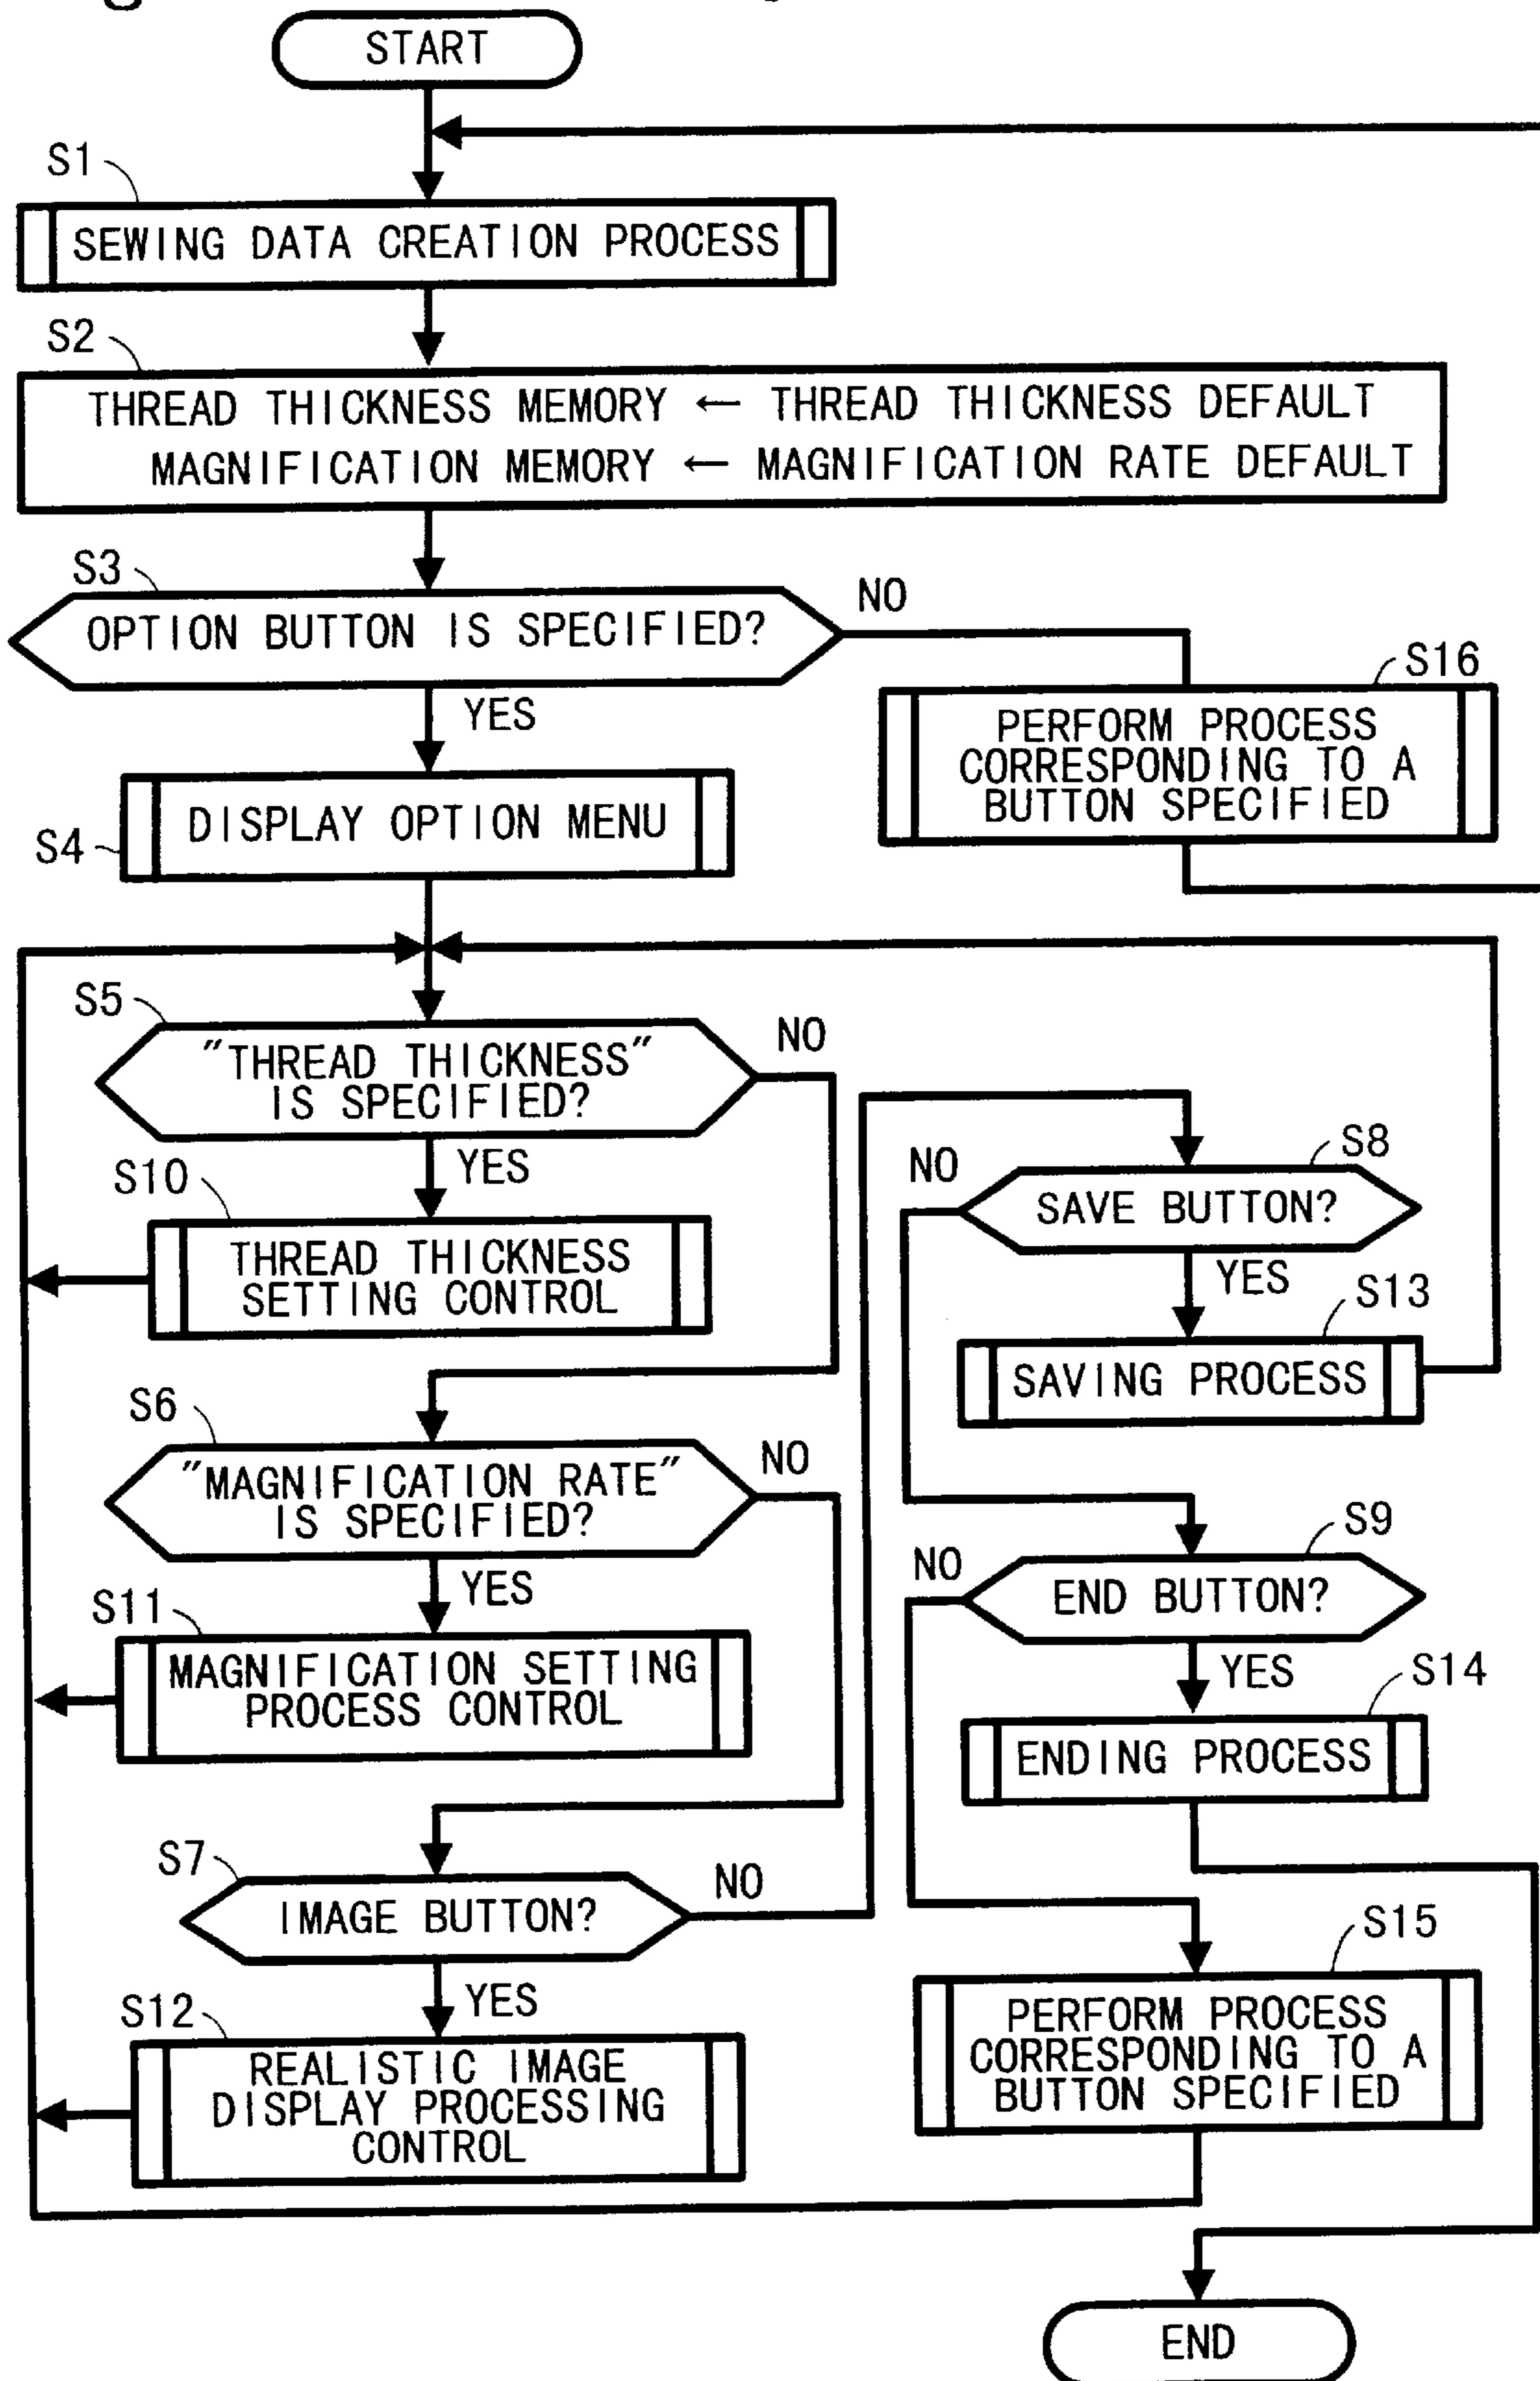 START
S1
SEWING DATA CREATION PROCESS
S2
THREAD THICKNESS MEMORY ← THREAD THICKNESS DEFAULT
MAGNIFICATION MEMORY ← MAGNIFICATION RATE DEFAULT
S3
OPTION BUTTON IS SPECIFIED?
NO
YES
S16
PERFORM PROCESS
CORRESPONDING TO A
BUTTON SPECIFIED
S4
DISPLAY OPTION MENU
S5
"THREAD THICKNESS"
IS SPECIFIED?
NO
YES
S10
THREAD THICKNESS
SETTING CONTROL
S6
"MAGNIFICATION RATE"
IS SPECIFIED?
NO
YES
S11
MAGNIFICATION SETTING
PROCESS CONTROL
S7
IMAGE BUTTON?
NO
YES
S12
REALISTIC IMAGE
DISPLAY PROCESSING
CONTROL
S8
NO
SAVE BUTTON?
YES
S13
SAVING PROCESS
S9
NO
END BUTTON?
YES
S14
ENDING PROCESS
S15
PERFORM PROCESS
CORRESPONDING TO A
BUTTON SPECIFIED
END